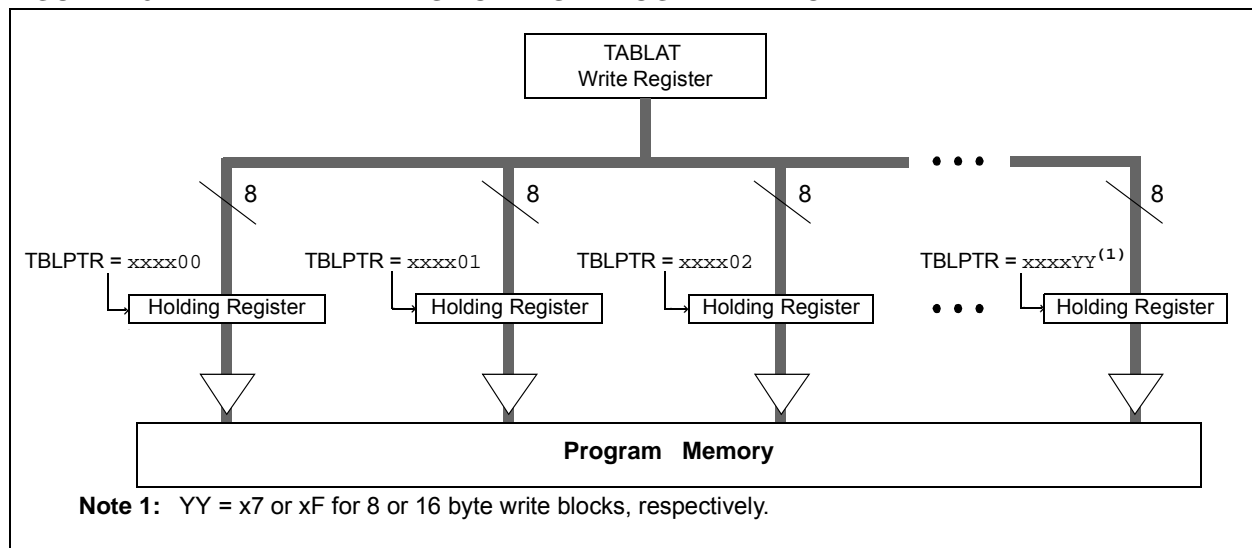 TABLAT
Write Register
8 8 8 8
TBLPTR = xxxx00 TBLPTR = xxxx01 TBLPTR = xxxx02 TBLPTR = xxxxYY(1)
Holding Register Holding Register Holding Register Holding Register
Program Memory
Note 1: YY = x7 or xF for 8 or 16 byte write blocks, respectively.